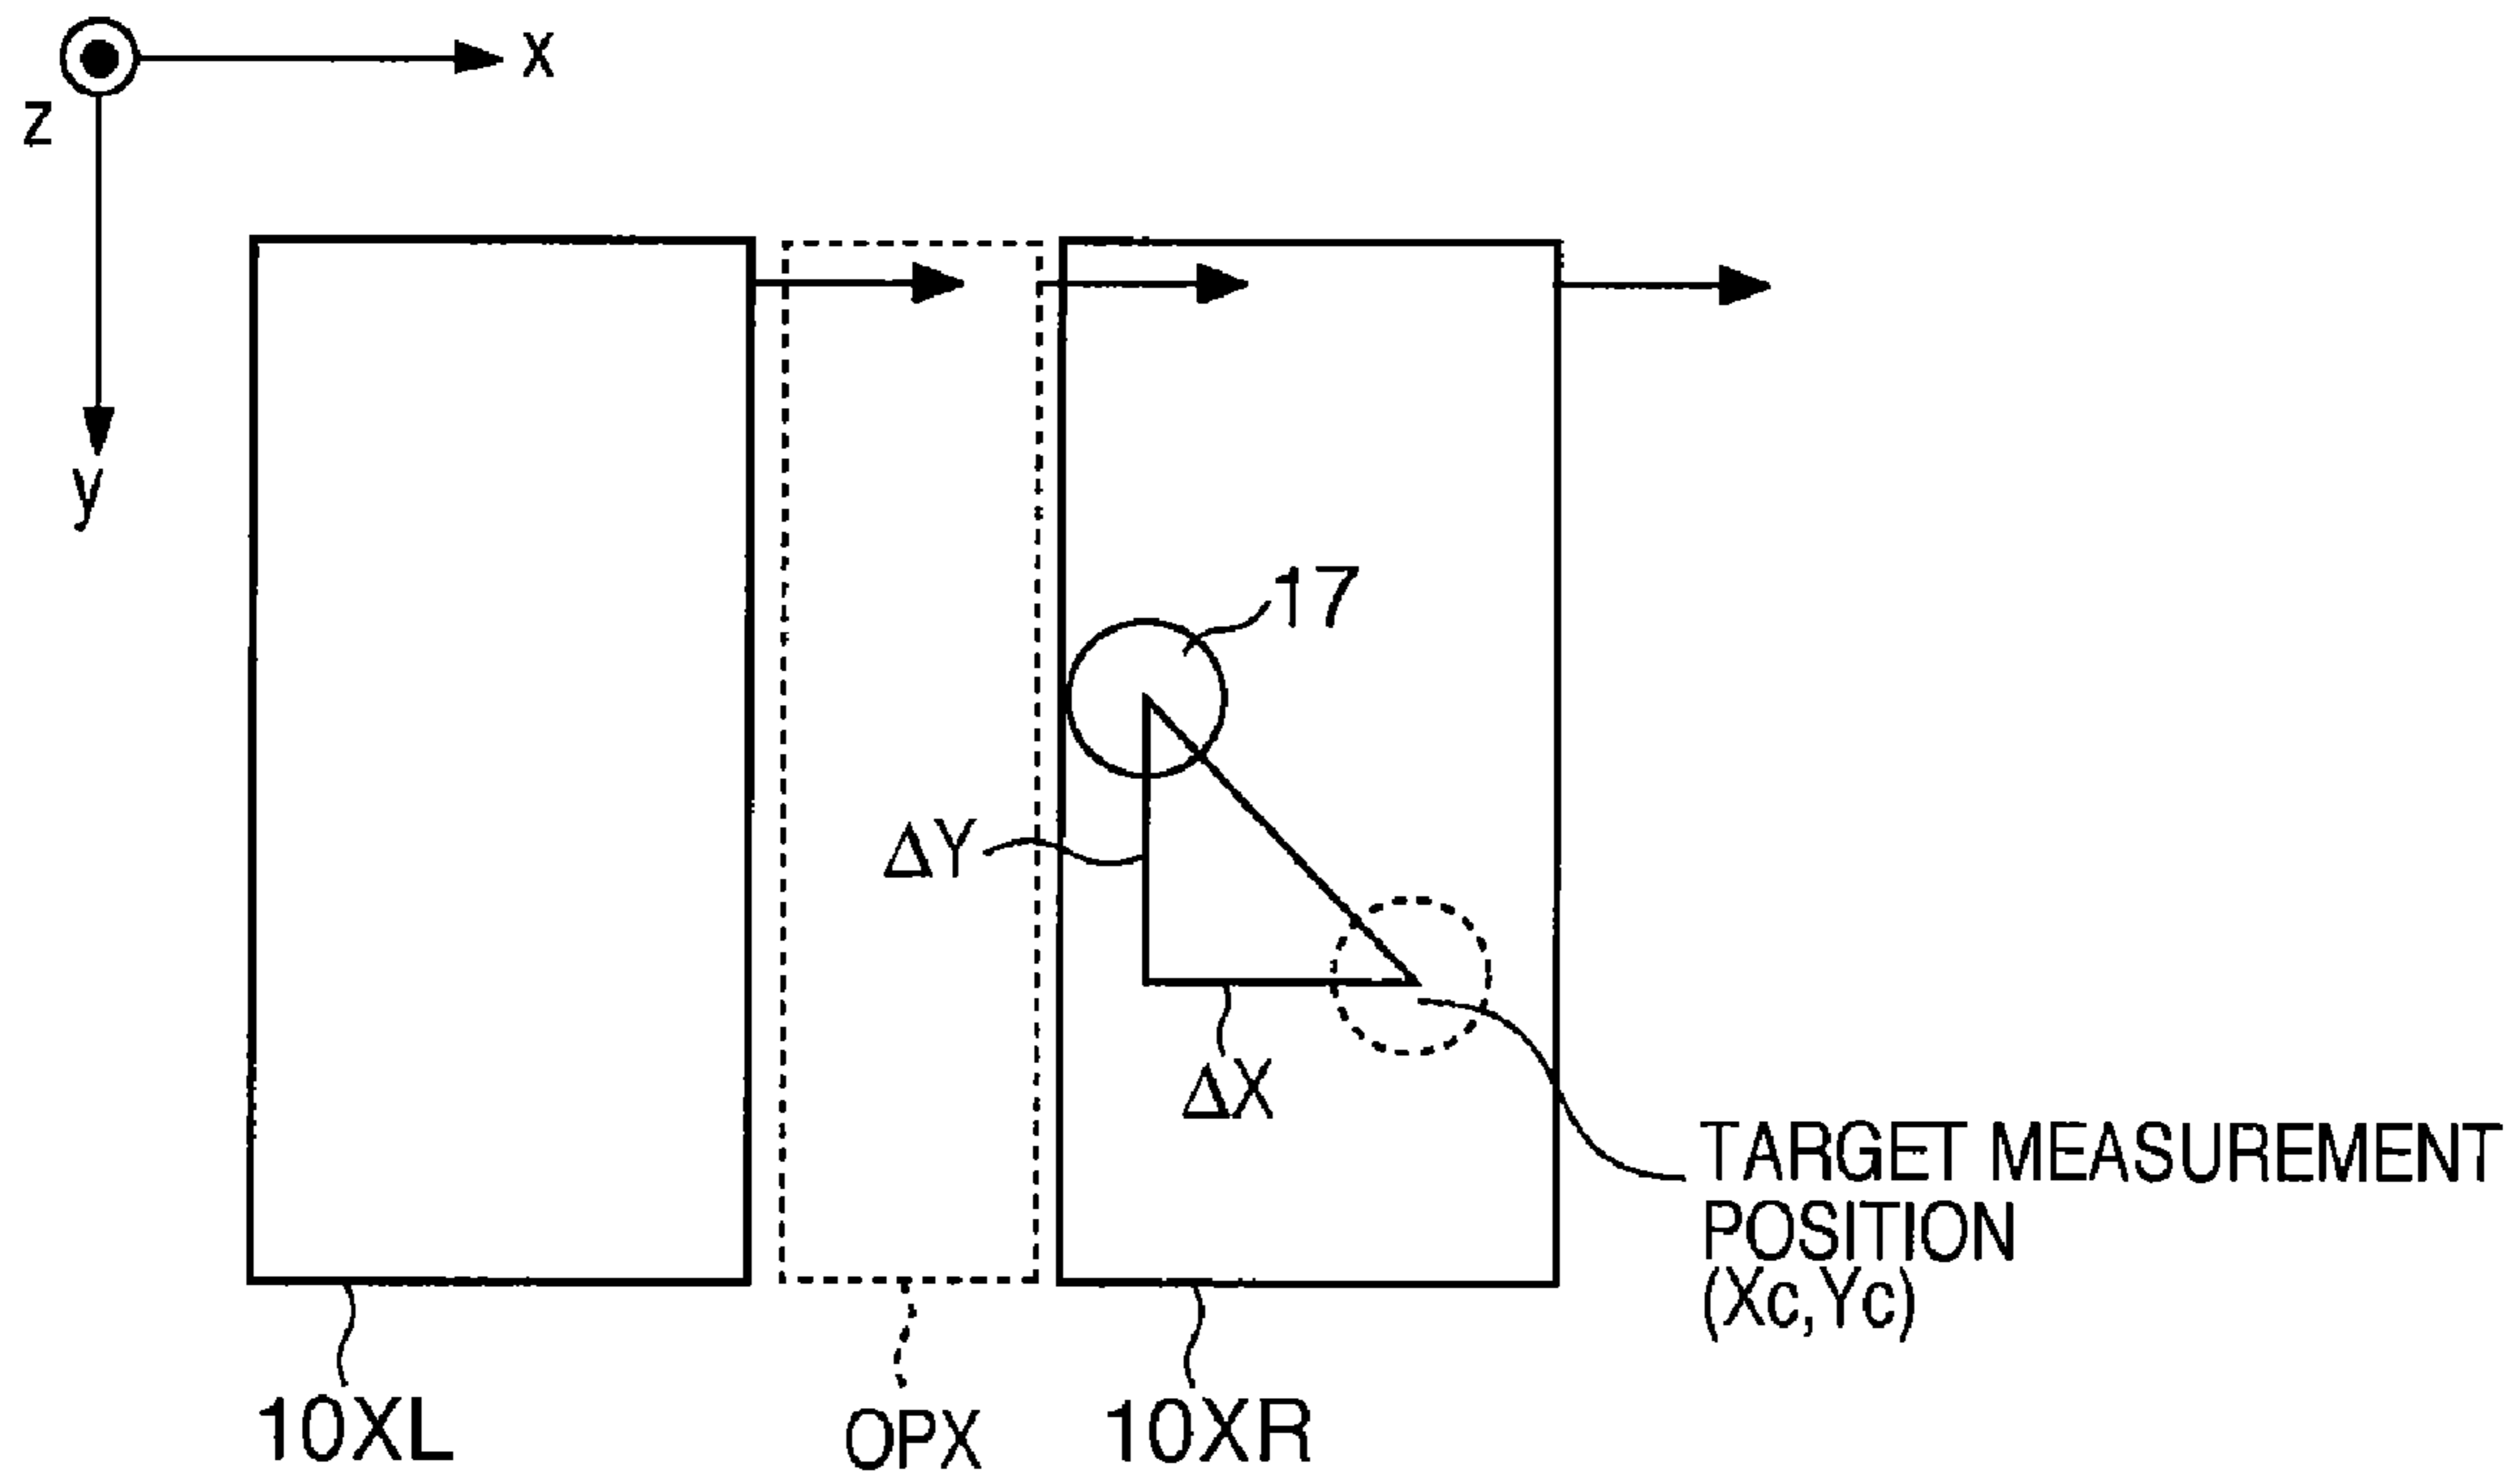 X
Z
y
17
ΔY
ΔX
TARGET MEASUREMENT
POSITION
(Xc,Yc)
10XL
OPX
10XR